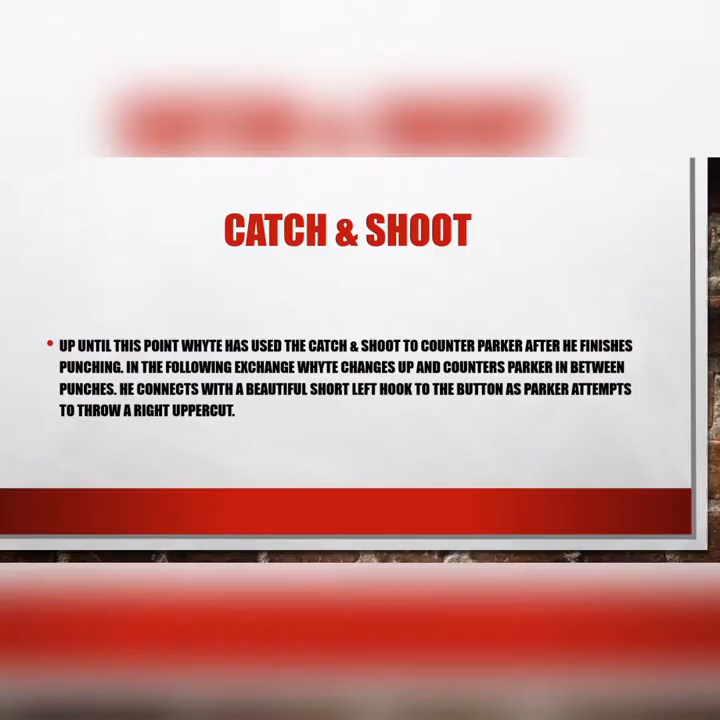 CATCH & SHOOT
• UP UNTIL THIS POINT WHYTE HAS USED THE CATCH & SHOOT TO COUNTER PARKER AFTER HE FINISHES
PUNCHING. IN THE FOLLOWING EXCHANGE WHYTE CHANGES UP AND COUNTERS PARKER IN BETWEEN
PUNCHES. HE CONNECTS WITH A BEAUTIFUL SHORT LEFT HOOK TO THE BUTTON AS PARKER ATTEMPTS
TO THROW A RIGHT UPPERCUT.